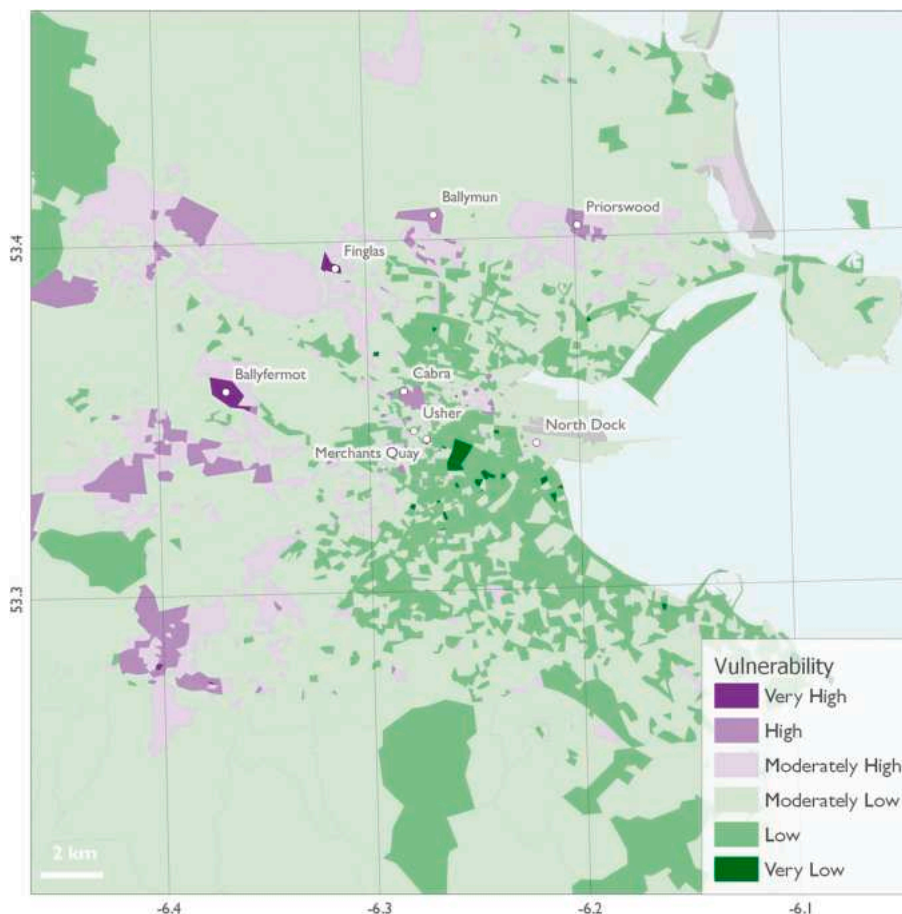 Ballymun
Priorswood
53.4
Finglas
Ballyfermot
Cabra
Usher
North Dock
Merchants Quay
53.3
Vulnerability
Very High
High
Moderately High
Moderately Low
Low
Very Low
2 km
-6.4
-6.3
-6.2
-6.1